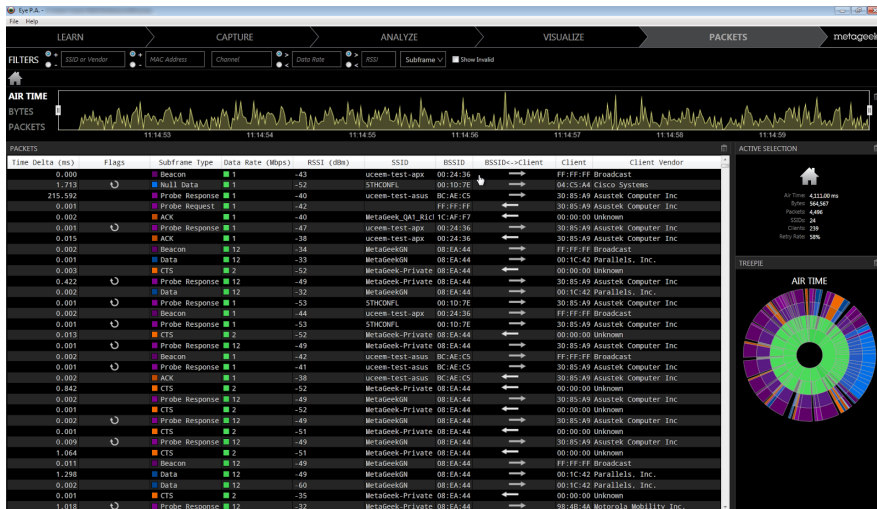 Eye P.A. -
File Help
LEARN CAPTURE ANALYZE VISUALIZE PACKETS metageek
FILTERS + - SSID or Vendor + - MAC Address Channel > < Data Rate > < RSSI Subframe Show Invalid
AIR TIME
BYTES
PACKETS
11:14:53 11:14:54 11:14:55 11:14:56 11:14:57 11:14:58 11:14:59
PACKETS
Time Delta (ms) Flags Subframe Type Data Rate (Mbps) RSSI (dBm) SSID BSSID BSSID<->Client Client Client Vendor
0.000 Beacon 1 -43 uceem-test-apx 00:24:36 FF:FF:FF Broadcast
1.713 Null Data 1 -52 5THCONFL 00:1D:7E 04:C5:A4 Cisco Systems
215.592 Probe Response 1 -40 uceem-test-asus BC:AE:C5 30:85:A9 Asustek Computer Inc
0.001 Probe Request 1 -42 FF:FF:FF 30:85:A9 Asustek Computer Inc
0.002 ACK 1 -40 MetaGeek_QA1_Ricl 1C:AF:F7 00:00:00 Unknown
0.001 Probe Response 1 -47 uceem-test-apx 00:24:36 30:85:A9 Asustek Computer Inc
0.015 ACK 1 -38 uceem-test-apx 00:24:36 30:85:A9 Asustek Computer Inc
0.002 Beacon 12 -34 MetaGeekGN 08:EA:44 FF:FF:FF Broadcast
0.001 Data 12 -33 MetaGeekGN 08:EA:44 00:1C:42 Parallels, Inc.
0.003 CTS 2 -52 MetaGeek-Private 08:EA:44 00:00:00 Unknown
0.422 Probe Response 12 -49 MetaGeek-Private 08:EA:44 30:85:A9 Asustek Computer Inc
0.002 Data 12 -32 MetaGeekGN 08:EA:44 00:1C:42 Parallels, Inc.
0.001 Probe Response 1 -53 5THCONFL 00:1D:7E 30:85:A9 Asustek Computer Inc
0.002 Beacon 1 -44 uceem-test-apx 00:24:36 FF:FF:FF Broadcast
0.001 Probe Response 1 -53 5THCONFL 00:1D:7E 30:85:A9 Asustek Computer Inc
0.013 CTS 2 -52 MetaGeek-Private 08:EA:44 00:00:00 Unknown
0.001 Probe Response 12 -49 MetaGeek-Private 08:EA:44 30:85:A9 Asustek Computer Inc
0.002 Beacon 1 -42 uceem-test-asus BC:AE:C5 FF:FF:FF Broadcast
0.001 Probe Response 1 -41 uceem-test-asus BC:AE:C5 30:85:A9 Asustek Computer Inc
0.002 ACK 1 -38 uceem-test-asus BC:AE:C5 30:85:A9 Asustek Computer Inc
0.842 CTS 2 -52 MetaGeek-Private 08:EA:44 00:00:00 Unknown
0.002 Probe Response 12 -49 MetaGeekGN 08:EA:44 30:85:A9 Asustek Computer Inc
0.001 CTS 2 -52 MetaGeek-Private 08:EA:44 00:00:00 Unknown
0.002 Probe Response 12 -49 MetaGeekGN 08:EA:44 30:85:A9 Asustek Computer Inc
0.001 CTS 2 -51 MetaGeek-Private 08:EA:44 00:00:00 Unknown
0.009 Probe Response 12 -49 MetaGeekGN 08:EA:44 30:85:A9 Asustek Computer Inc
1.064 CTS 2 -51 MetaGeek-Private 08:EA:44 00:00:00 Unknown
0.011 Beacon 12 -49 MetaGeekGN 08:EA:44 FF:FF:FF Broadcast
1.298 Data 12 -49 MetaGeekGN 08:EA:44 00:1C:42 Parallels, Inc.
0.002 Data 12 -60 MetaGeekGN 08:EA:44 00:1C:42 Parallels, Inc.
0.001 CTS 2 -35 MetaGeek-Private 08:EA:44 00:00:00 Unknown
1.018 Probe Response 12 -32 MetaGeek-Private 08:EA:44 98:4B:4A Motorola Mobility Inc.
ACTIVE SELECTION
Air Time: 4,111.00 ms
Bytes: 564,567
Packets: 4,496
SSIDs: 24
Clients: 239
Retry Rate: 58%
TREEPIE
AIR TIME